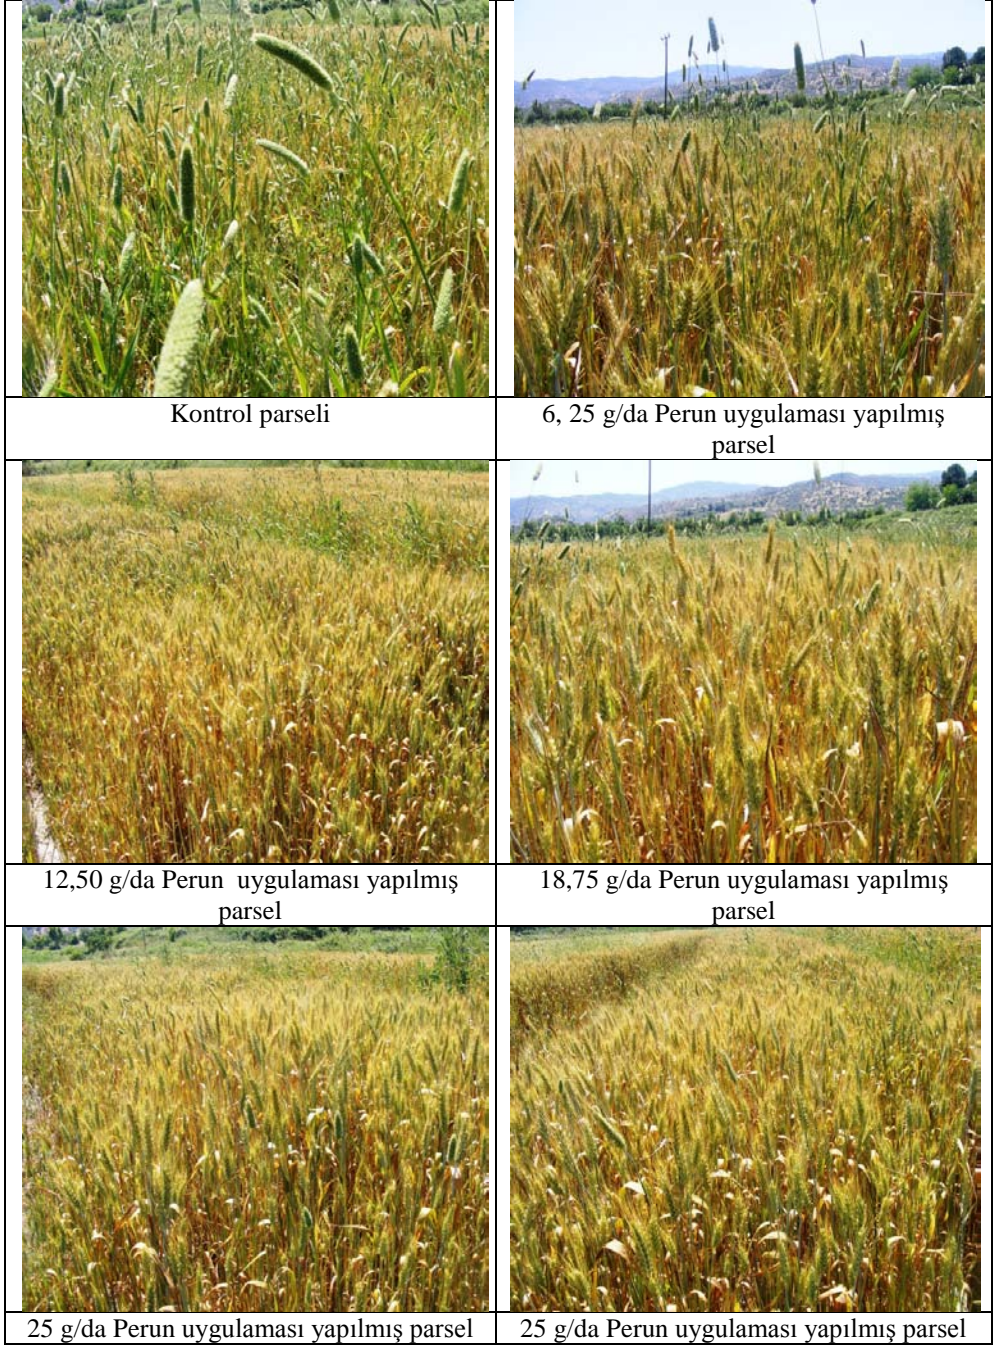 Kontrol parseli
6, 25 g/da Perun uygulaması yapılmış
parsel
12,50 g/da Perun uygulaması yapılmış
parsel
18,75 g/da Perun uygulaması yapılmış
parsel
25 g/da Perun uygulaması yapılmış parsel
25 g/da Perun uygulaması yapılmış parsel